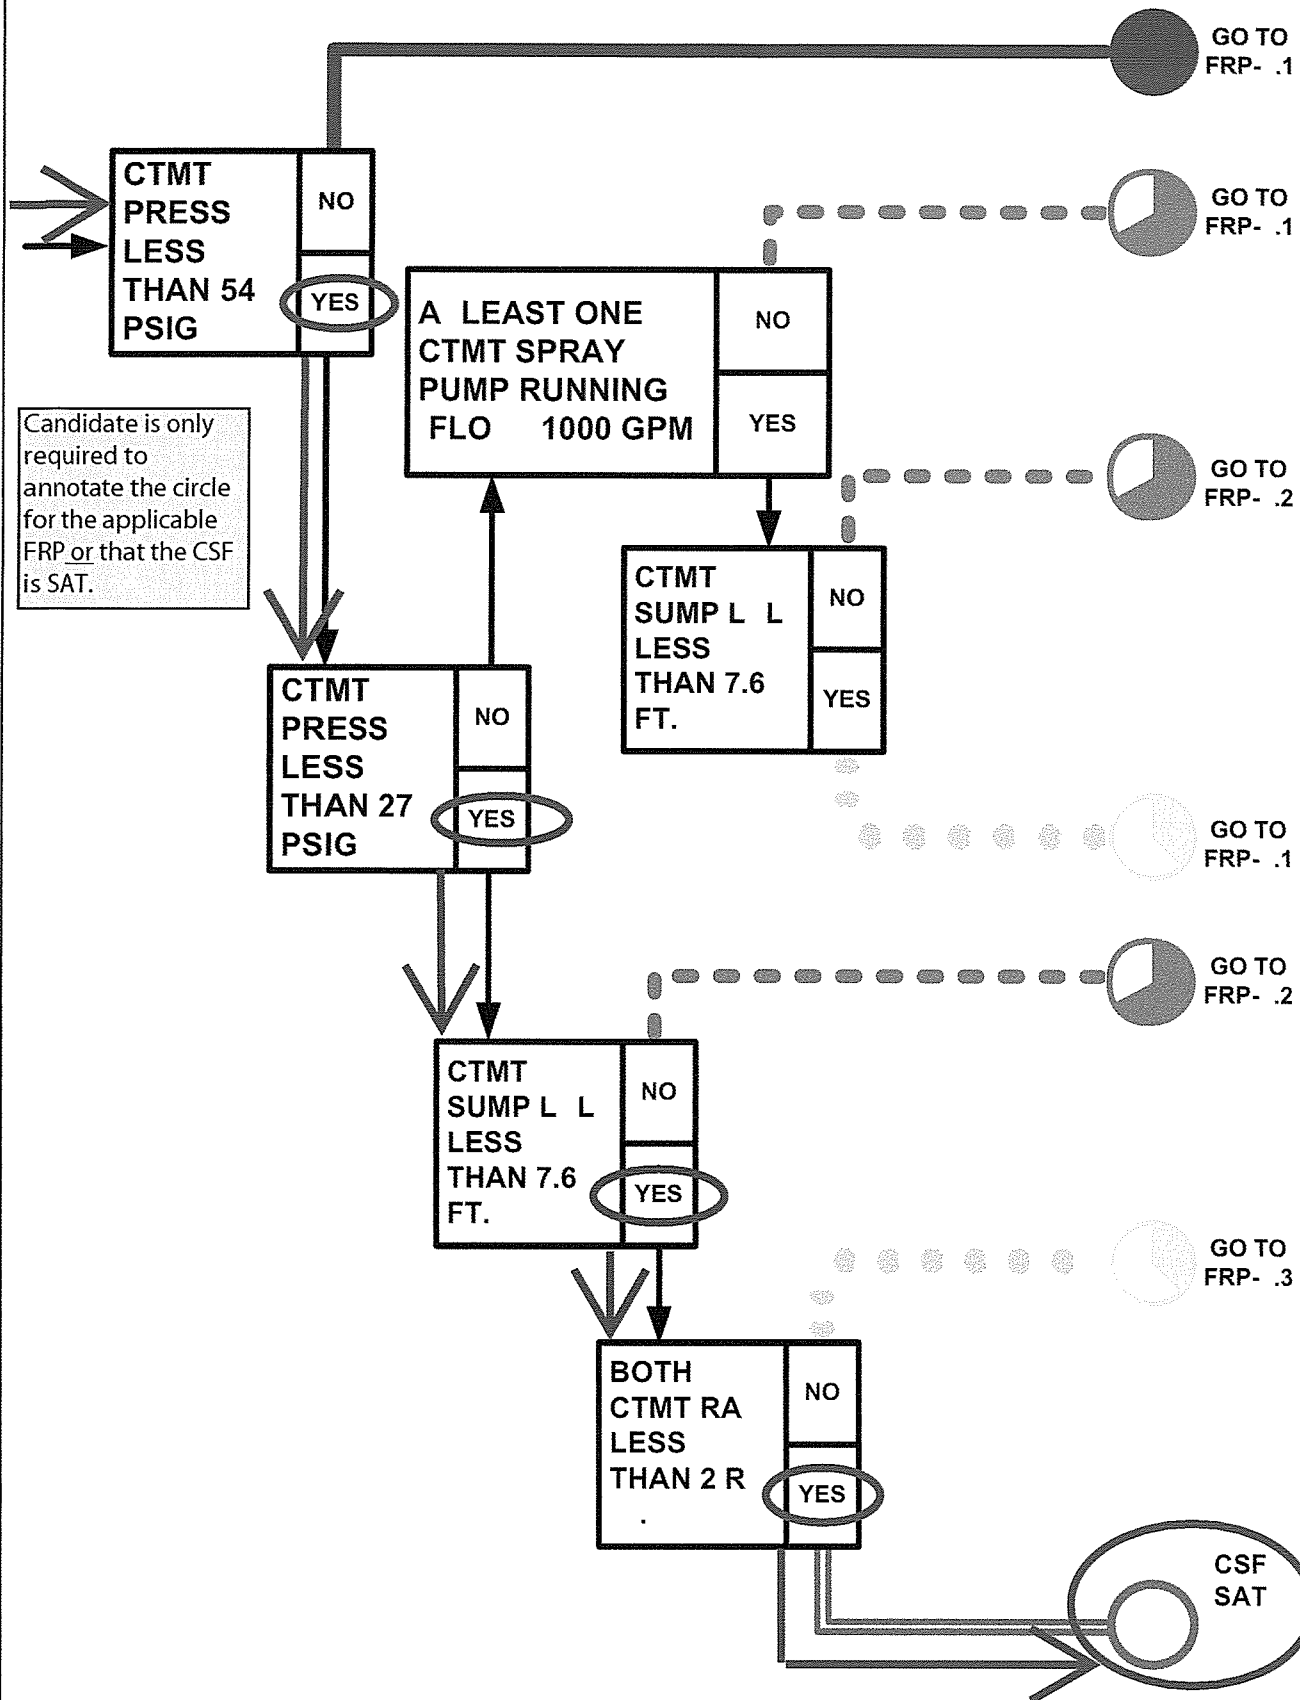 GO TO
FRP- .1
CTMT
PRESS
LESS
THAN 54
PSIG
NO
YES
GO TO
FRP- .1
A LEAST ONE
CTMT SPRAY
PUMP RUNNING
FLO 1000 GPM
NO
YES
Candidate is only
required to
annotate the circle
for the applicable
FRP or that the CSF
is SAT.
GO TO
FRP- .2
CTMT
SUMP L L
LESS
THAN 7.6
FT.
NO
YES
CTMT
PRESS
LESS
THAN 27
PSIG
NO
YES
GO TO
FRP- .1
GO TO
FRP- .2
CTMT
SUMP L L
LESS
THAN 7.6
FT.
NO
YES
GO TO
FRP- .3
BOTH
CTMT RA
LESS
THAN 2 R
.
NO
YES
CSF
SAT